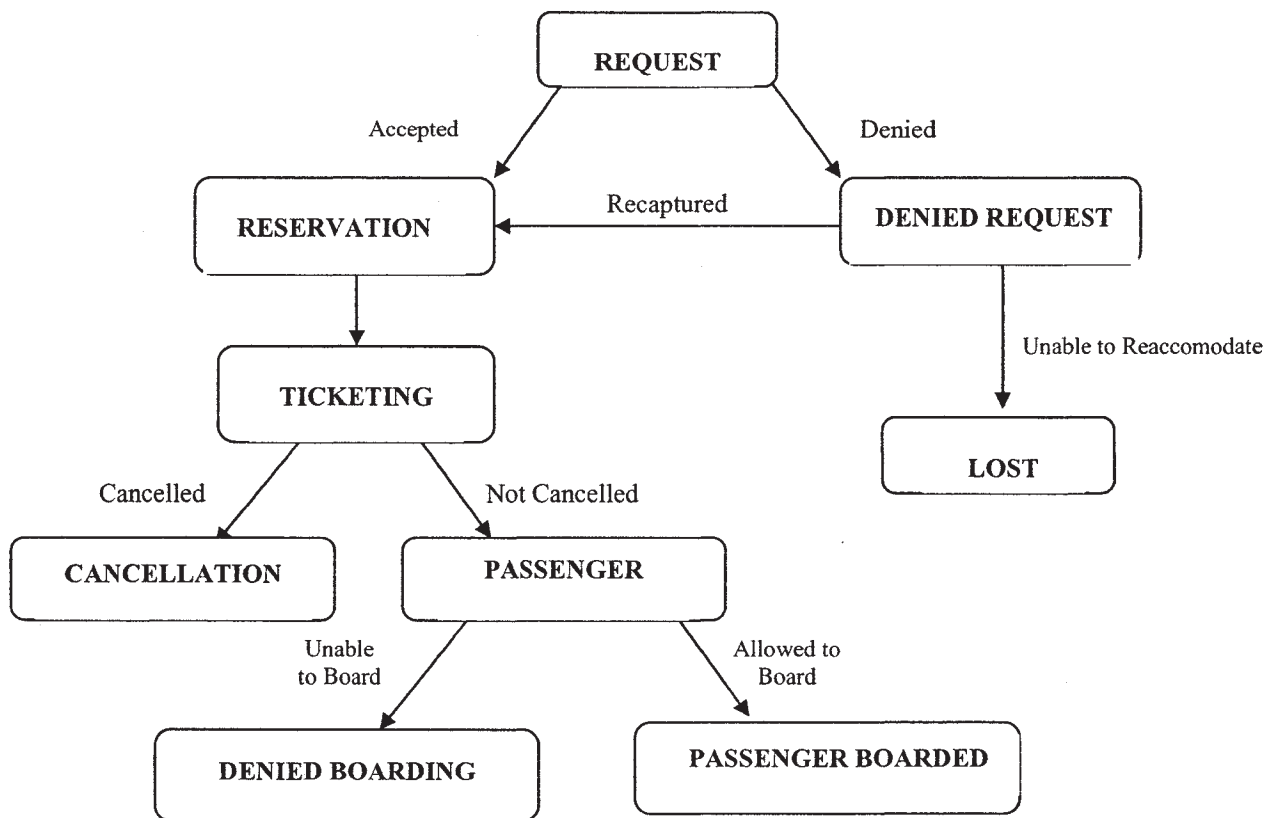 REQUEST
Accepted
Denied
RESERVATION
Recaptured
DENIED REQUEST
Unable to Reaccomodate
TICKETING
LOST
Cancelled
Not Cancelled
CANCELLATION
PASSENGER
Unable
to Board
Allowed to
Board
DENIED BOARDING
PASSENGER BOARDED